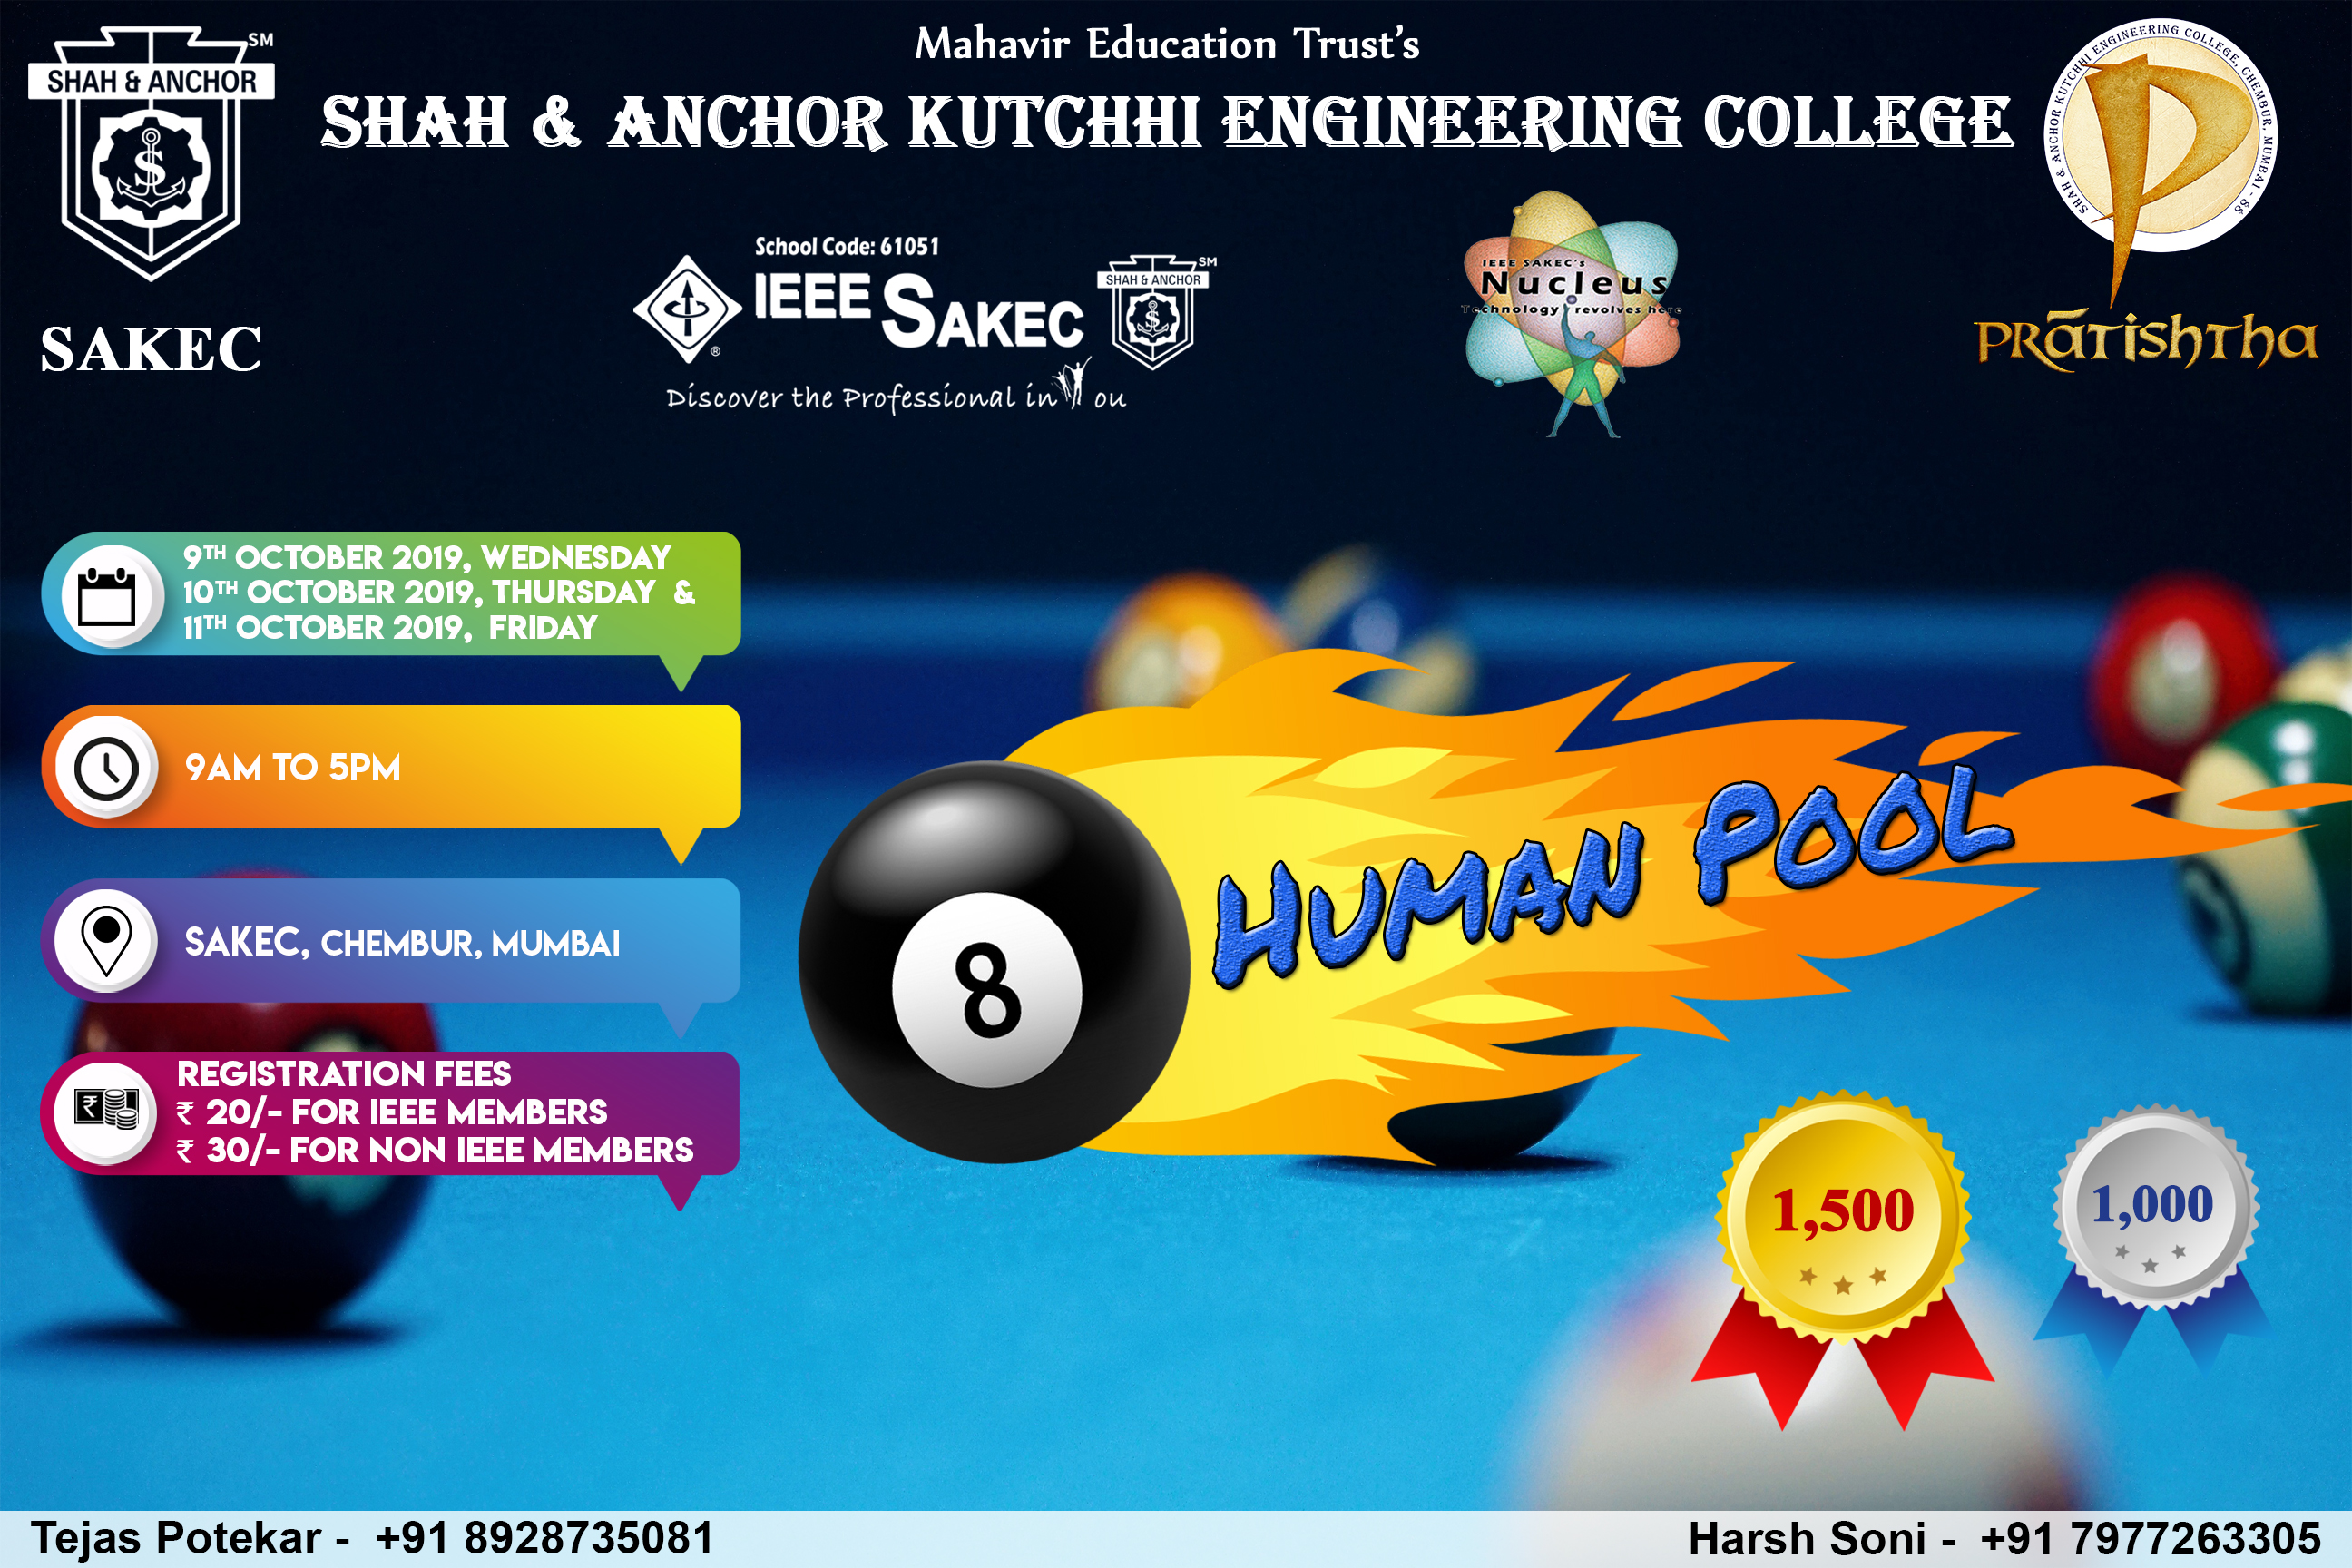 Mahavir Education Trust's
SHAH & ANCHOR KUTCHHI ENGINEERING COLLEGE
SM
SHAH & ANCHOR
S
SAKEC
School Code: 61051
IEEE SAKEC
®
SM
SHAH & ANCHOR
S
Discover the Professional in You
IEEE SAKEC's
Nucleus
Technology revolves here
SHAH & ANCHOR KUTCHHI ENGINEERING COLLEGE, CHEMBUR, MUMBAI - 88
P
PRĀTISHTHA
9TH OCTOBER 2019, WEDNESDAY
10TH OCTOBER 2019, THURSDAY &
11TH OCTOBER 2019, FRIDAY
9AM TO 5PM
SAKEC, CHEMBUR, MUMBAI
REGISTRATION FEES
₹ 20/- FOR IEEE MEMBERS
₹ 30/- FOR NON IEEE MEMBERS
₹
8
HUMAN POOL
1,500
1,000
Tejas Potekar - +91 8928735081
Harsh Soni - +91 7977263305